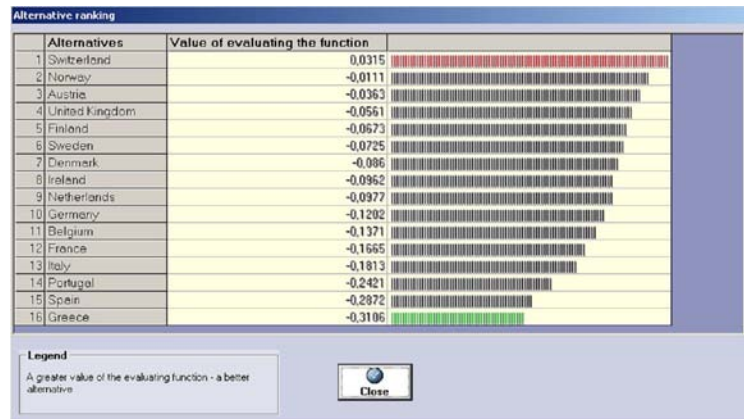 Alternative ranking
Alternatives Value of evaluating the function
1 Switzerland 0,0315
2 Norway -0,0111
3 Austria -0,0363
4 United Kingdom -0,0561
5 Finland -0,0673
6 Sweden -0,0725
7 Denmark -0,086
8 Ireland -0,0962
9 Netherlands -0,0977
10 Germany -0,1202
11 Belgium -0,1371
12 France -0,1665
13 Italy -0,1813
14 Portugal -0,2421
15 Spain -0,2872
16 Greece -0,3106
Legend
A greater value of the evaluating function - a better
alternative
Close